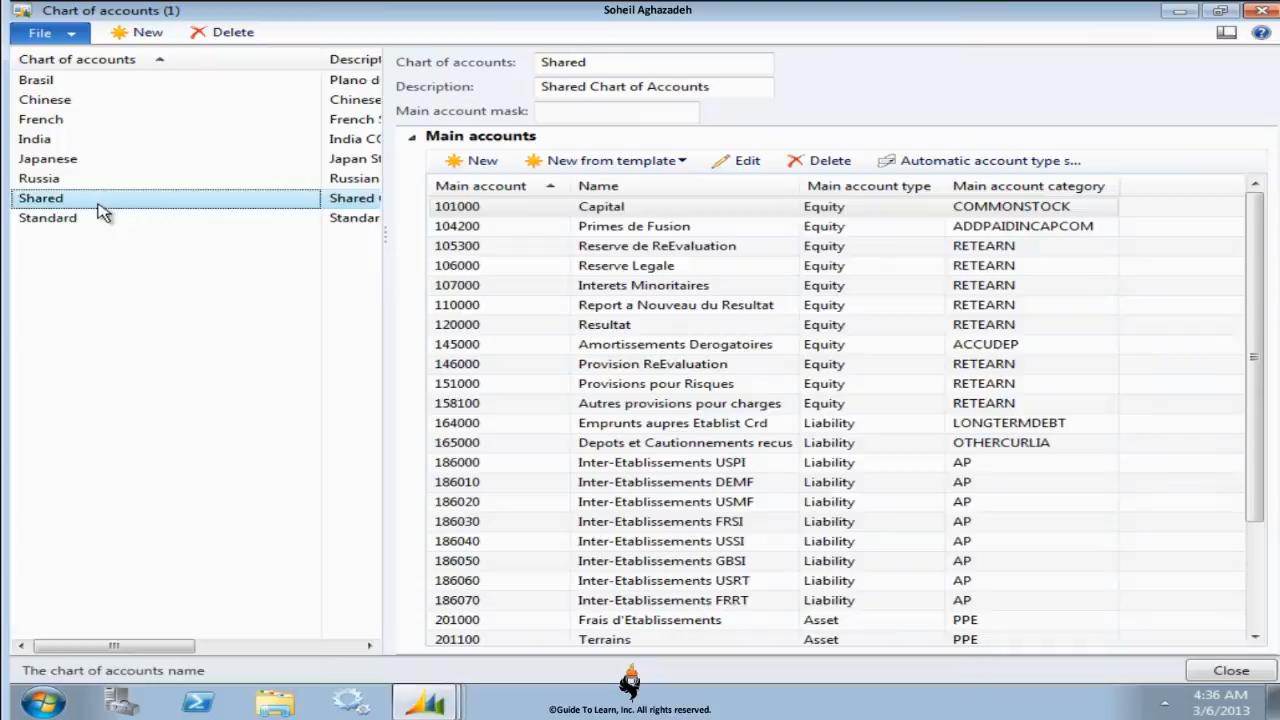 Chart of accounts (1)
Soheil Aghazadeh
File
New
Delete
Chart of accounts
Descript
Brasil
Plano d
Chinese
Chinese
French
French S
India
India CO
Japanese
Japan St
Russia
Russian
Shared
Shared
Standard
Standar
Chart of accounts: Shared
Description: Shared Chart of Accounts
Main account mask:
Main accounts
New
New from template
Edit
Delete
Automatic account type s...
Main account Name Main account type Main account category
101000 Capital Equity COMMONSTOCK
104200 Primes de Fusion Equity ADDPAIDINCAPCOM
105300 Reserve de ReEvaluation Equity RETEARN
106000 Reserve Legale Equity RETEARN
107000 Interets Minoritaires Equity RETEARN
110000 Report a Nouveau du Resultat Equity RETEARN
120000 Resultat Equity RETEARN
145000 Amortissements Derogatoires Equity ACCUDEP
146000 Provision ReEvaluation Equity RETEARN
151000 Provisions pour Risques Equity RETEARN
158100 Autres provisions pour charges Equity RETEARN
164000 Emprunts aupres Etablist Crd Liability LONGTERMDEBT
165000 Depots et Cautionnements recus Liability OTHERCURLIA
186000 Inter-Etablissements USPI Liability AP
186010 Inter-Etablissements DEMF Liability AP
186020 Inter-Etablissements USMF Liability AP
186030 Inter-Etablissements FRSI Liability AP
186040 Inter-Etablissements USSI Liability AP
186050 Inter-Etablissements GBSI Liability AP
186060 Inter-Etablissements USRT Liability AP
186070 Inter-Etablissements FRRT Liability AP
201000 Frais d'Etablissements Asset PPE
201100 Terrains Asset PPE
The chart of accounts name
Close
4:36 AM
3/6/2013
©Guide To Learn, Inc. All rights reserved.